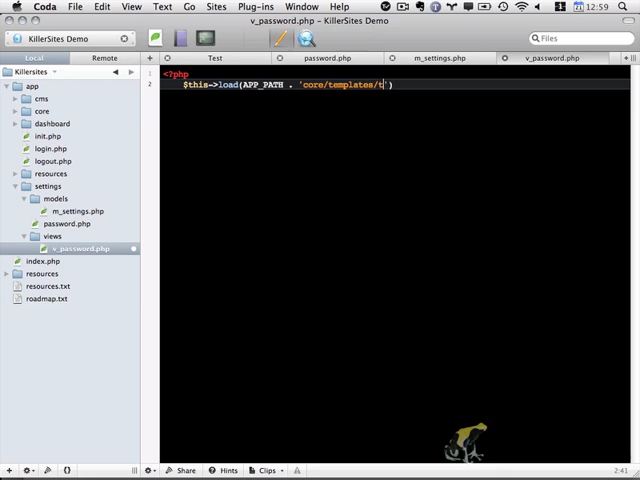 Coda File Edit View Text Sites Plug-ins Window Help 12:59
v_password.php – KillerSites Demo
KillerSites Demo
Files
Local Remote Test password.php m_settings.php v_password.php
Killersites
app
cms
core
dashboard
init.php
login.php
logout.php
resources
settings
models
m_settings.php
password.php
views
v_password.php
index.php
resources
resources.txt
roadmap.txt
1 <?php
2 $this->load(APP_PATH . 'core/templates/t')
Share Hints Clips 2:41